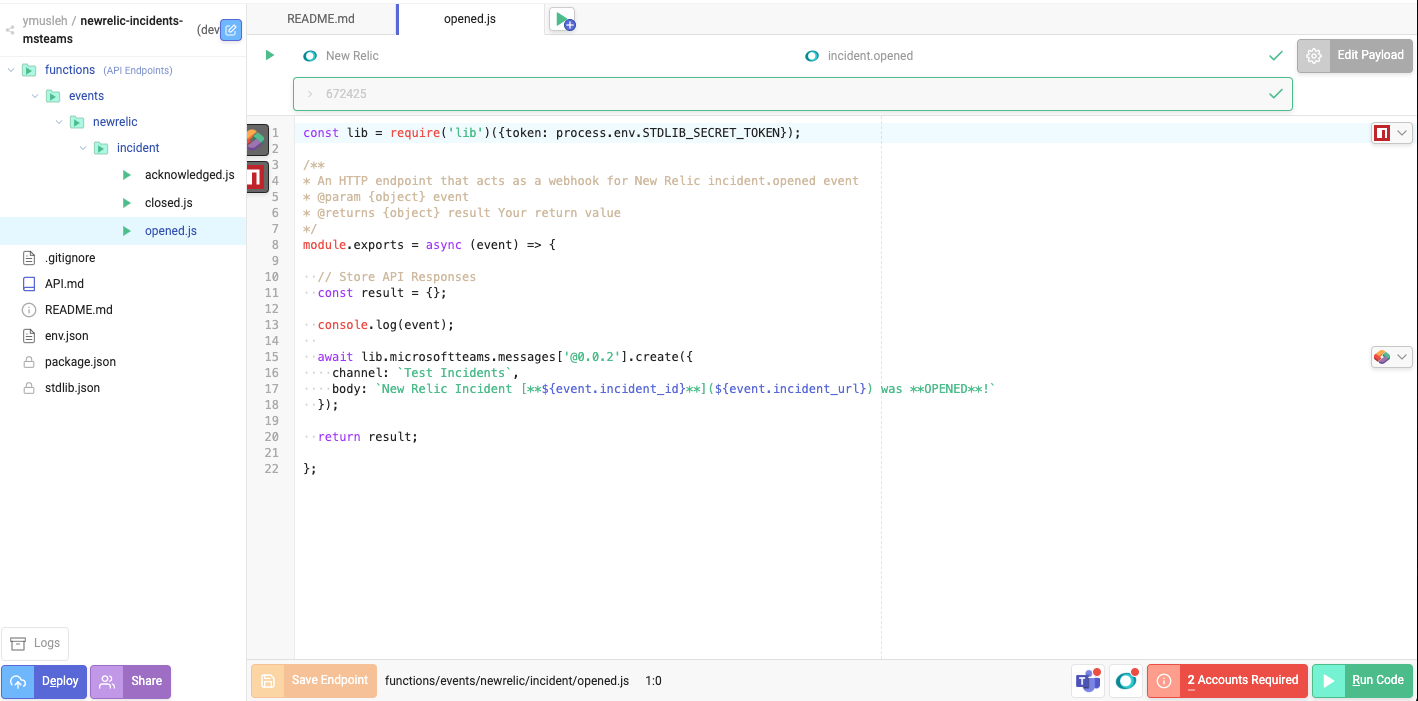 ymusleh / newrelic-incidents-
msteams
(dev
functions (API Endpoints)
events
newrelic
incident
acknowledged.js
closed.js
opened.js
.gitignore
API.md
README.md
env.json
package.json
stdlib.json
Logs
Deploy
Share
README.md
opened.js
New Relic
incident.opened
Edit Payload
672425
1 const lib = require('lib')({token: process.env.STDLIB_SECRET_TOKEN});
2
3 /**
4 * An HTTP endpoint that acts as a webhook for New Relic incident.opened event
5 * @param {object} event
6 * @returns {object} result Your return value
7 */
8 module.exports = async (event) => {
9
10 ··// Store API Responses
11 ··const result = {};
12
13 ··console.log(event);
14 ··
15 ··await lib.microsoftteams.messages['@0.0.2'].create({
16 ····channel: `Test Incidents`,
17 ····body: `New Relic Incident [**${event.incident_id}**](${event.incident_url}) was **OPENED**!`
18 ··});
19
20 ··return result;
21
22 };
Save Endpoint
functions/events/newrelic/incident/opened.js
1:0
T
2 Accounts Required
Run Code